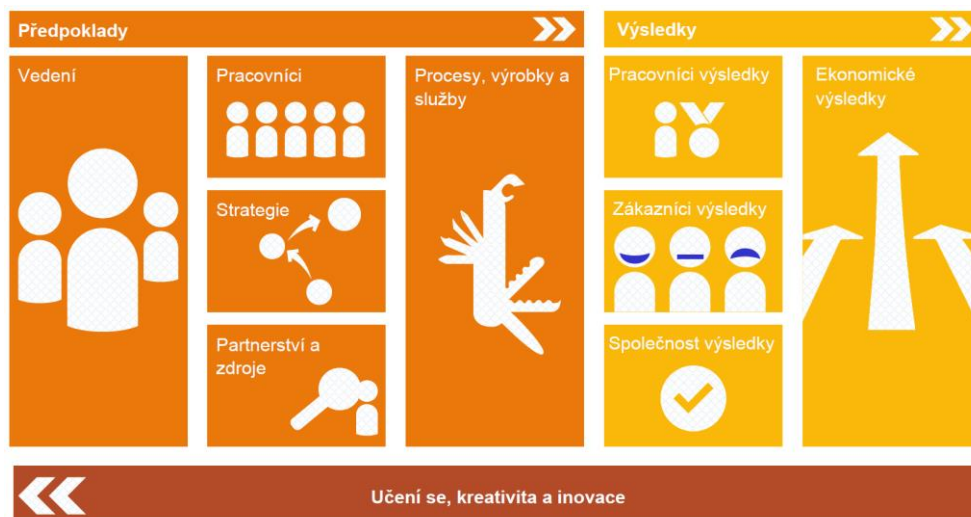 Předpoklady
Výsledky
Vedení
Pracovníci
Strategie
Partnerství a
zdroje
Procesy, výrobky a
služby
Pracovníci výsledky
Zákazníci výsledky
Společnost výsledky
Ekonomické
výsledky
Učení se, kreativita a inovace